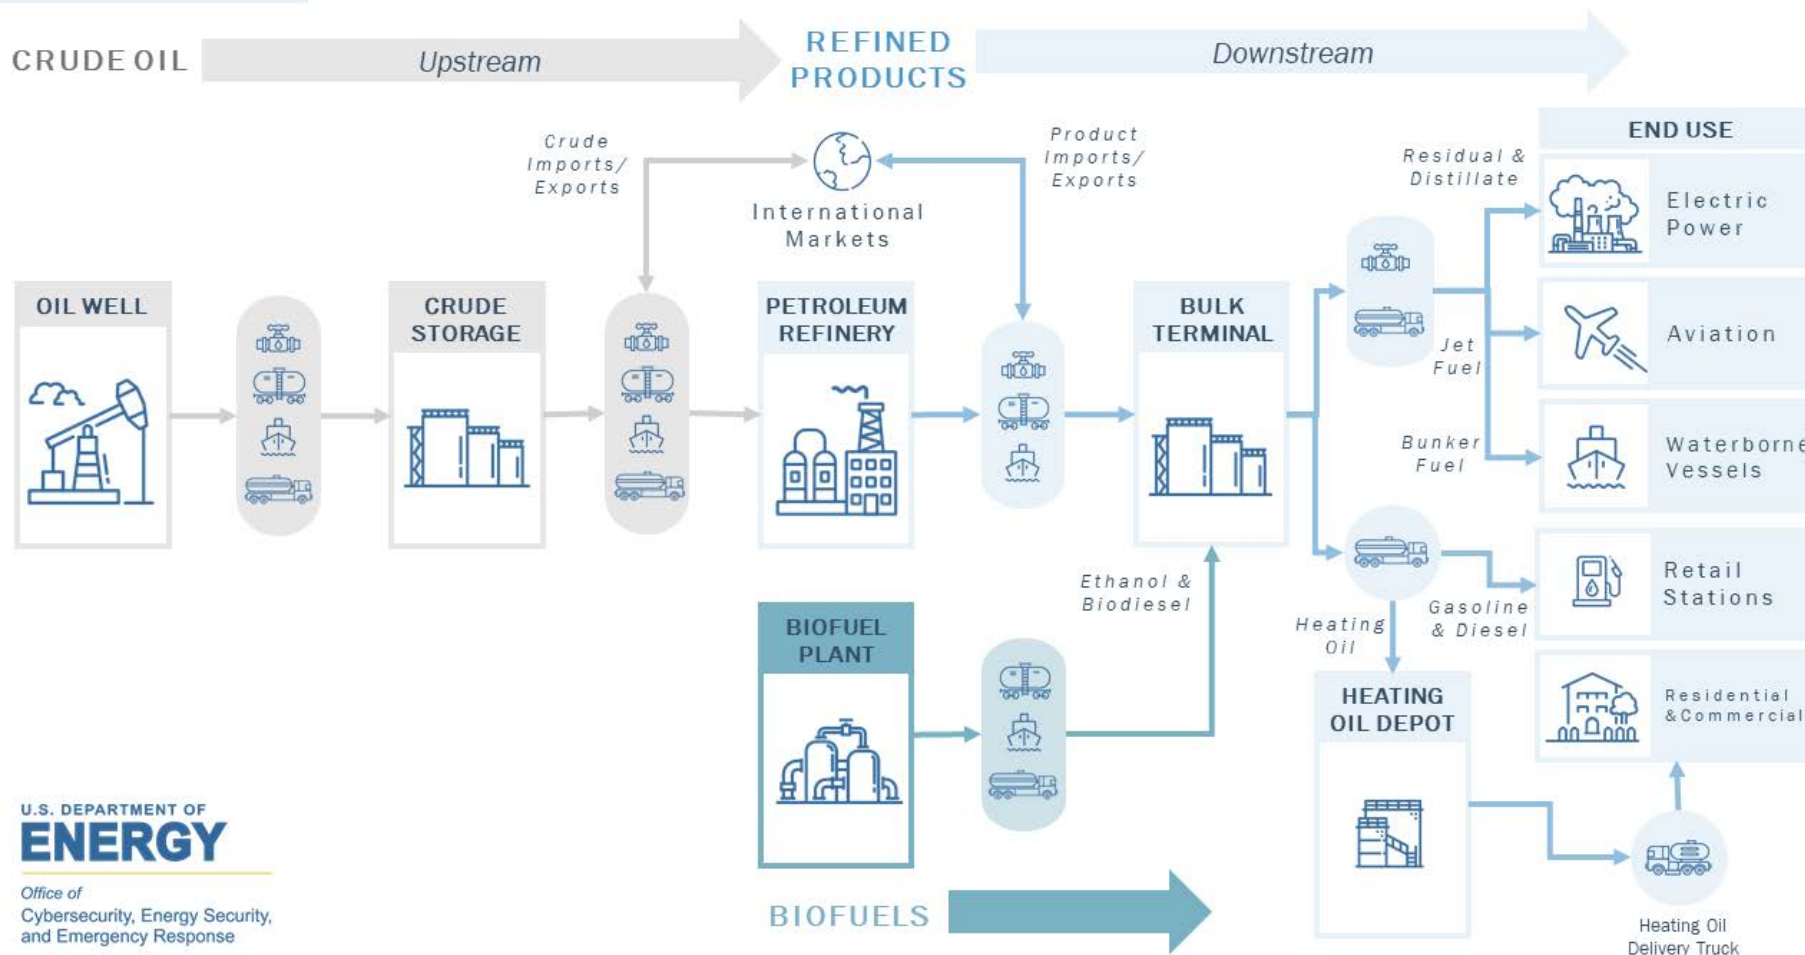 CRUDE OIL
Upstream
REFINED
PRODUCTS
Downstream
Crude
Imports/
Exports
International
Markets
Product
Imports/
Exports
Residual &
Distillate
END USE
Electric
Power
OIL WELL
CRUDE
STORAGE
PETROLEUM
REFINERY
BULK
TERMINAL
Jet
Fuel
Aviation
Bunker
Fuel
Waterborne
Vessels
Ethanol &
Biodiesel
Heating
Oil
Gasoline
& Diesel
Retail
Stations
BIOFUEL
PLANT
HEATING
OIL DEPOT
Residential
&Commercial
U.S. DEPARTMENT OF
ENERGY
Office of
Cybersecurity, Energy Security,
and Emergency Response
BIOFUELS
Heating Oil
Delivery Truck